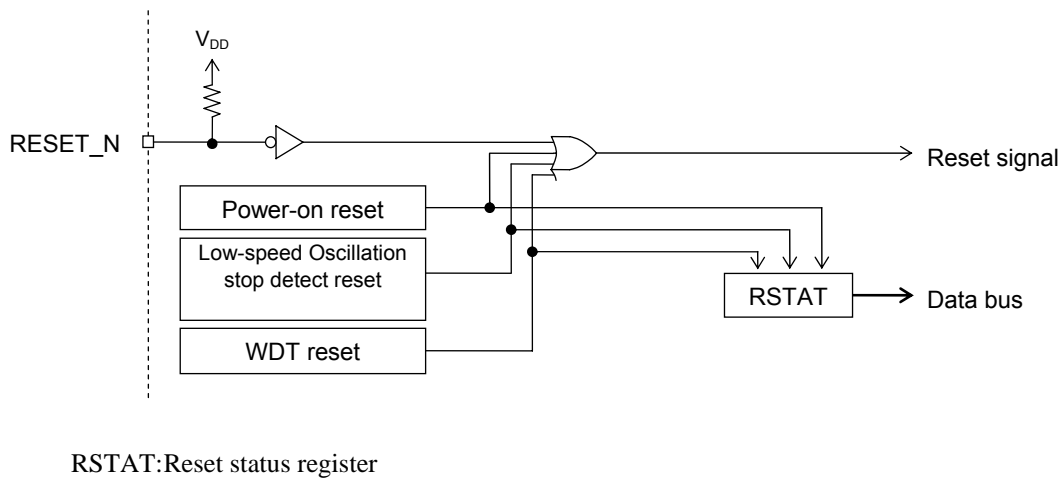 V_DD
RESET_N
Reset signal
Power-on reset
Low-speed Oscillation
stop detect reset
RSTAT
Data bus
WDT reset
RSTAT:Reset status register